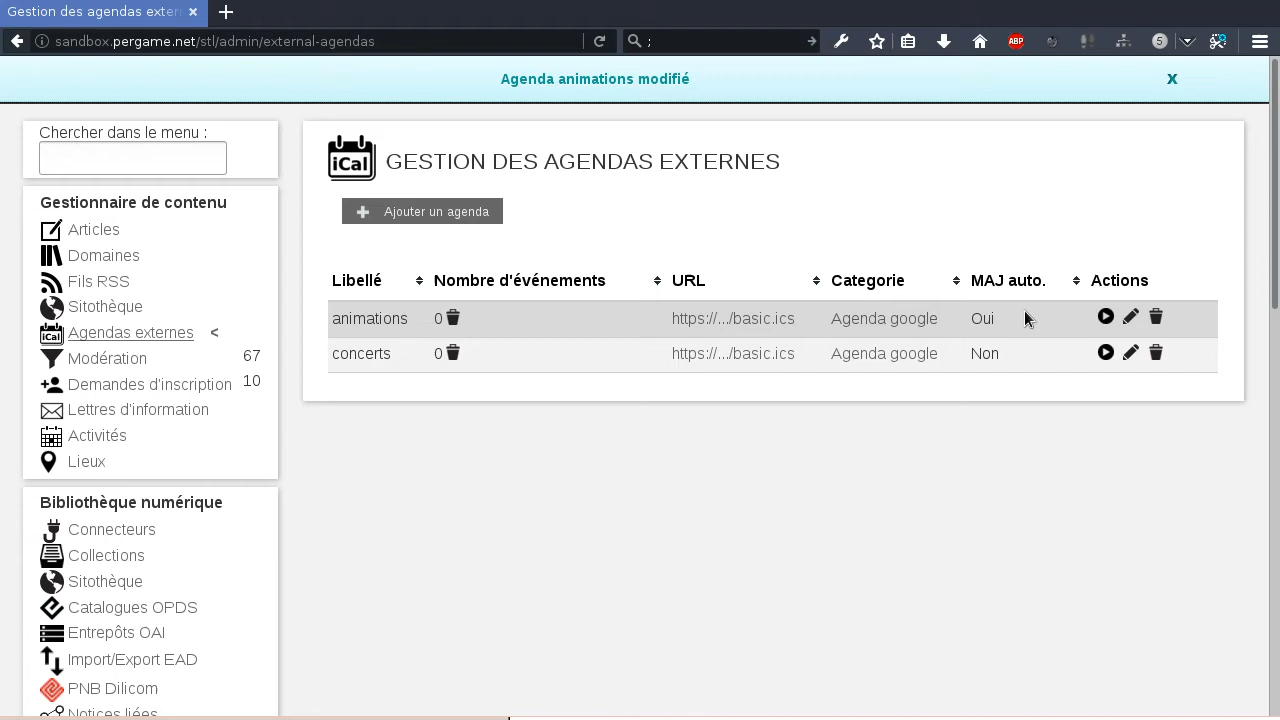 Gestion des agendas exter
sandbox.pergame.net/stl/admin/external-agendas
;
ABP
5
Agenda animations modifié
x
Chercher dans le menu :
Gestionnaire de contenu
Articles
Domaines
Fils RSS
Sitothèque
iCal Agendas externes <
Modération 67
Demandes d'inscription 10
Lettres d'information
Activités
Lieux
Bibliothèque numérique
Connecteurs
Collections
Sitothèque
Catalogues OPDS
Entrepôts OAI
Import/Export EAD
PNB Dilicom
Notices liées
iCal GESTION DES AGENDAS EXTERNES
Ajouter un agenda
Libellé Nombre d'événements URL Categorie MAJ auto. Actions
animations 0 https://.../basic.ics Agenda google Oui
concerts 0 https://.../basic.ics Agenda google Non